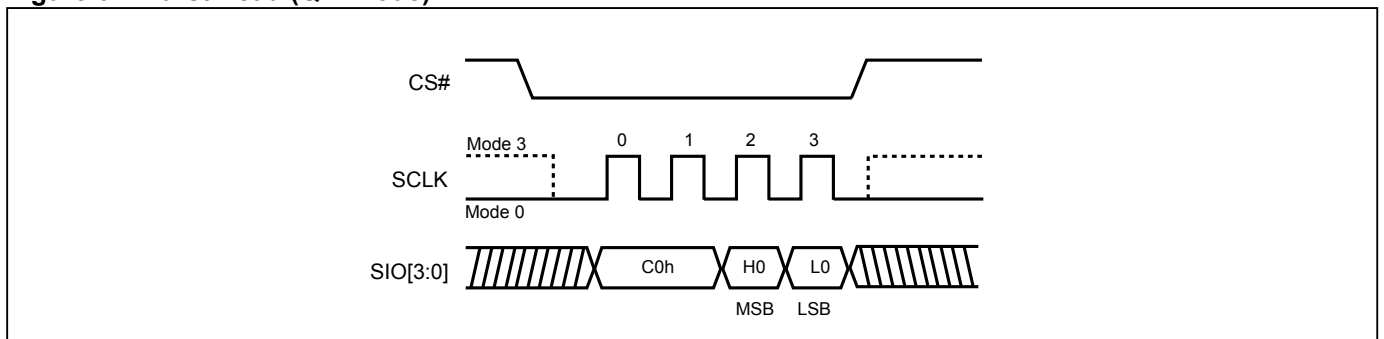 CS#
Mode 3 0 1 2 3
SCLK
Mode 0
SIO[3:0] C0h H0 L0
MSB LSB